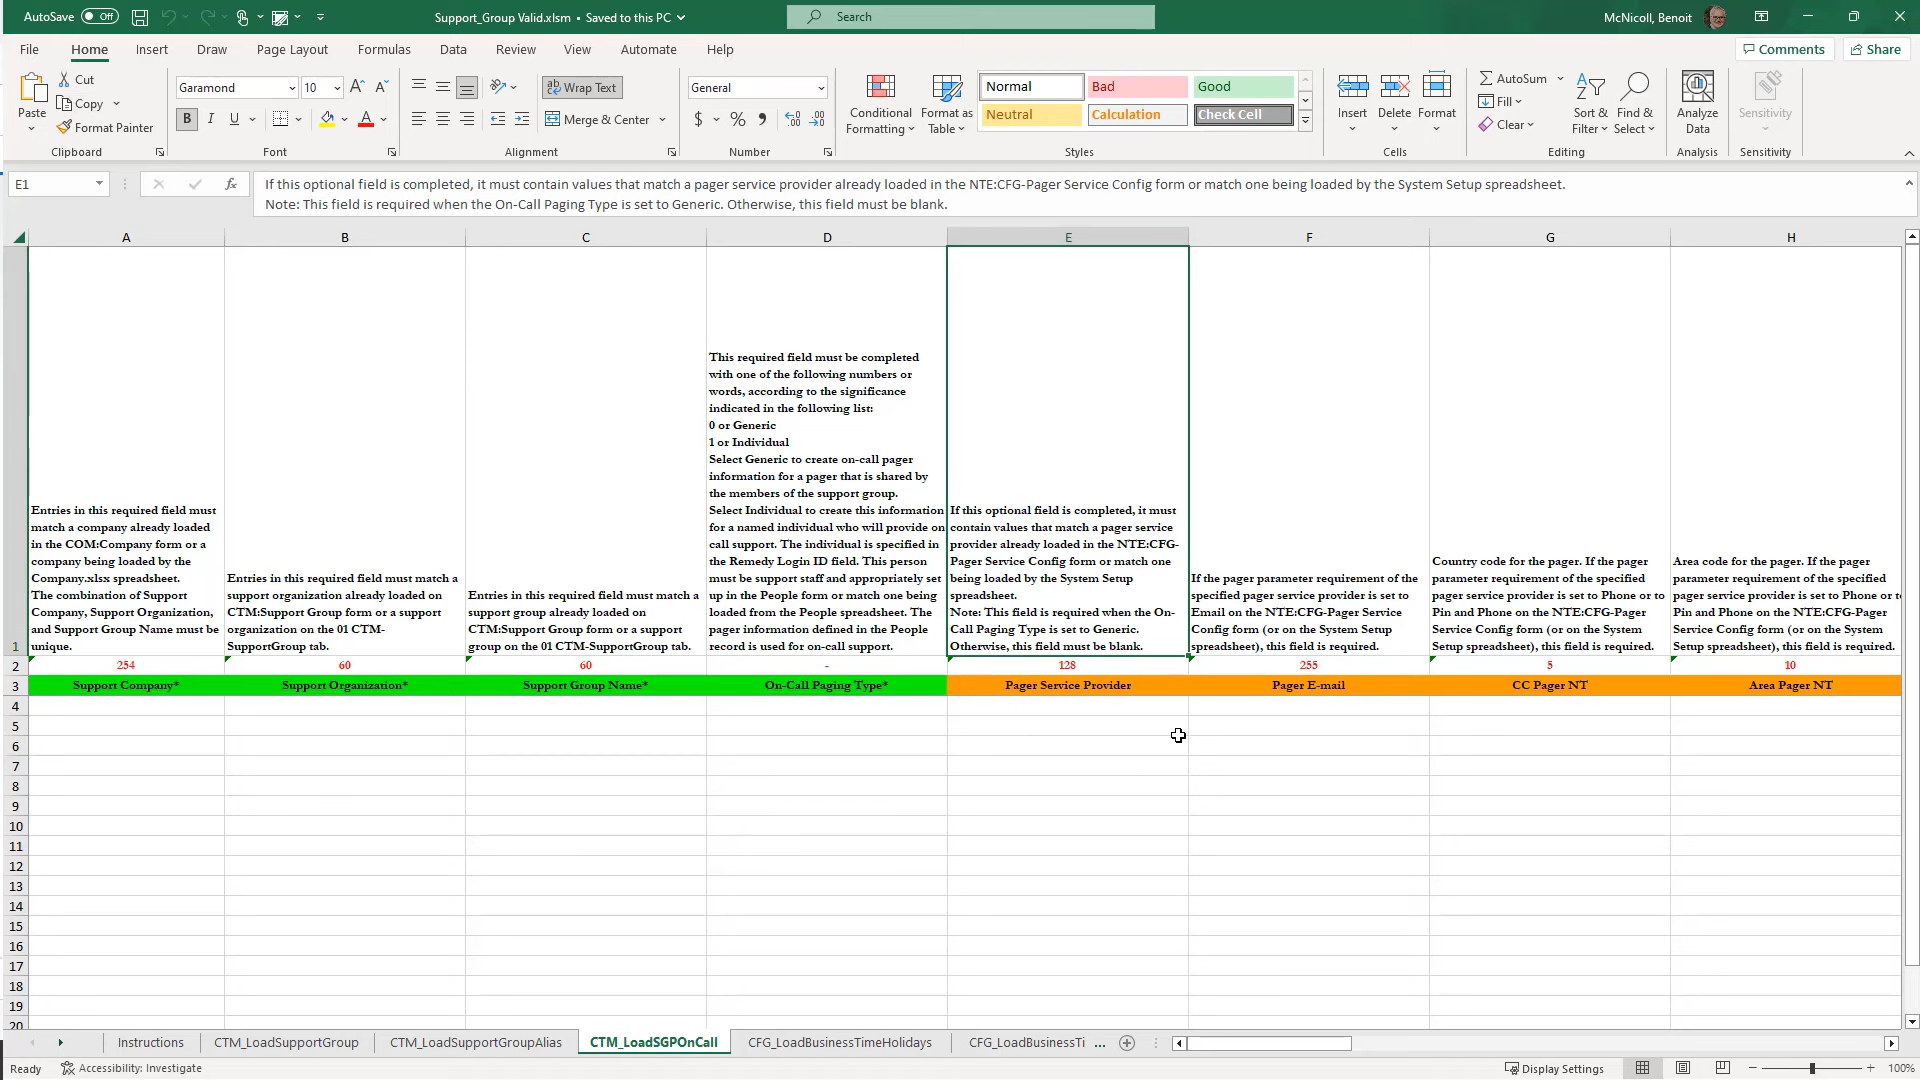 AutoSave Off Support_Group Valid.xlsm • Saved to this PC Search McNicoll, Benoit
File Home Insert Draw Page Layout Formulas Data Review View Automate Help Comments Share
Paste Cut Copy Format Painter
Clipboard
Garamond 10 A A
B I U A
Font
ab Wrap Text
Merge & Center
Alignment
General
$ % 9
Number
Conditional Formatting Format as Table
Normal Bad Good
Neutral Calculation Check Cell
Styles
Insert Delete Format
Cells
AutoSum
Fill
Clear
Sort & Filter Find & Select
Editing
Analyze Data
Analysis
Sensitivity
Sensitivity
E1 fx If this optional field is completed, it must contain values that match a pager service provider already loaded in the NTE:CFG-Pager Service Config form or match one being loaded by the System Setup spreadsheet.
Note: This field is required when the On-Call Paging Type is set to Generic. Otherwise, this field must be blank.
A B C D E F G H
1
Entries in this required field must
match a company already loaded
in the COM:Company form or a
company being loaded by the
Company.xlsx spreadsheet.
The combination of Support
Company, Support Organization,
and Support Group Name must be
unique.
Entries in this required field must match a
support organization already loaded on
CTM:Support Group form or a support
organization on the 01 CTM-
SupportGroup tab.
Entries in this required field must match a
support group already loaded on
CTM:Support Group form or a support
group on the 01 CTM-SupportGroup tab.
This required field must be completed
with one of the following numbers or
words, according to the significance
indicated in the following list:
0 or Generic
1 or Individual
Select Generic to create on-call pager
information for a pager that is shared by
the members of the support group.
Select Individual to create this information
for a named individual who will provide on
call support. The individual is specified in
the Remedy Login ID field. This person
must be support staff and appropriately set
up in the People form or match one being
loaded from the People spreadsheet. The
pager information defined in the People
record is used for on-call support.
If this optional field is completed, it must
contain values that match a pager service
provider already loaded in the NTE:CFG-
Pager Service Config form or match one
being loaded by the System Setup
spreadsheet.
Note: This field is required when the On-
Call Paging Type is set to Generic.
Otherwise, this field must be blank.
If the pager parameter requirement of the
specified pager service provider is set to
Email on the NTE:CFG-Pager Service
Config form (or on the System Setup
spreadsheet), this field is required.
Country code for the pager. If the pager
parameter requirement of the specified
pager service provider is set to Phone or to
Pin and Phone on the NTE:CFG-Pager
Service Config form (or on the System
Setup spreadsheet), this field is required.
Area code for the pager. If the pager
parameter requirement of the specified
pager service provider is set to Phone or to
Pin and Phone on the NTE:CFG-Pager
Service Config form (or on the System
Setup spreadsheet), this field is required.
2 254 60 60 - 128 255 5 10
3 Support Company* Support Organization* Support Group Name* On-Call Paging Type* Pager Service Provider Pager E-mail CC Pager NT Area Pager NT
4
5
6
7
8
9
10
11
12
13
14
15
16
17
18
19
20
Instructions CTM_LoadSupportGroup CTM_LoadSupportGroupAlias CTM_LoadSGPOnCall CFG_LoadBusinessTimeHolidays CFG_LoadBusinessTi ...
Ready Accessibility: Investigate Display Settings 100%